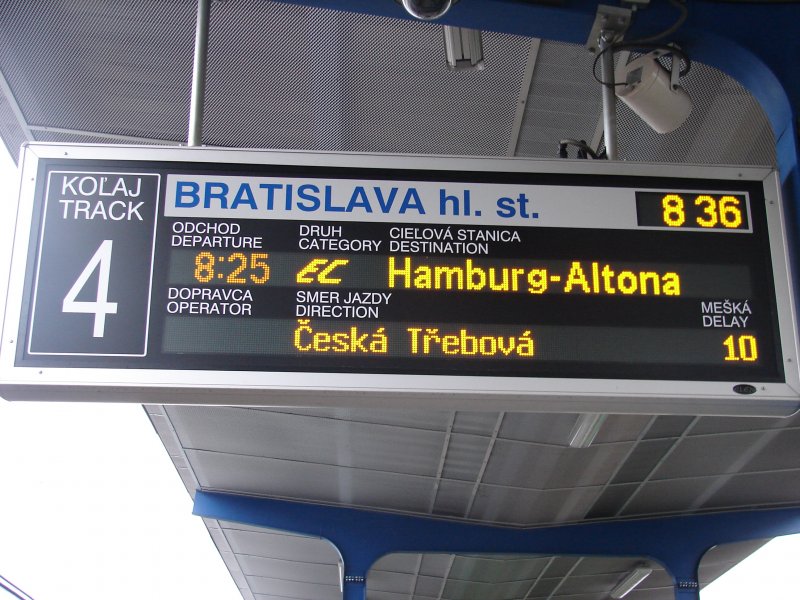 KOĽAJ
TRACK
4
BRATISLAVA hl. st.
8 36
ODCHOD
DEPARTURE
8:25
DRUH
CATEGORY
EC
CIEĽOVÁ STANICA
DESTINATION
Hamburg-Altona
DOPRAVCA
OPERATOR
SMER JAZDY
DIRECTION
Česká Třebová
MEŠKÁ
DELAY
10